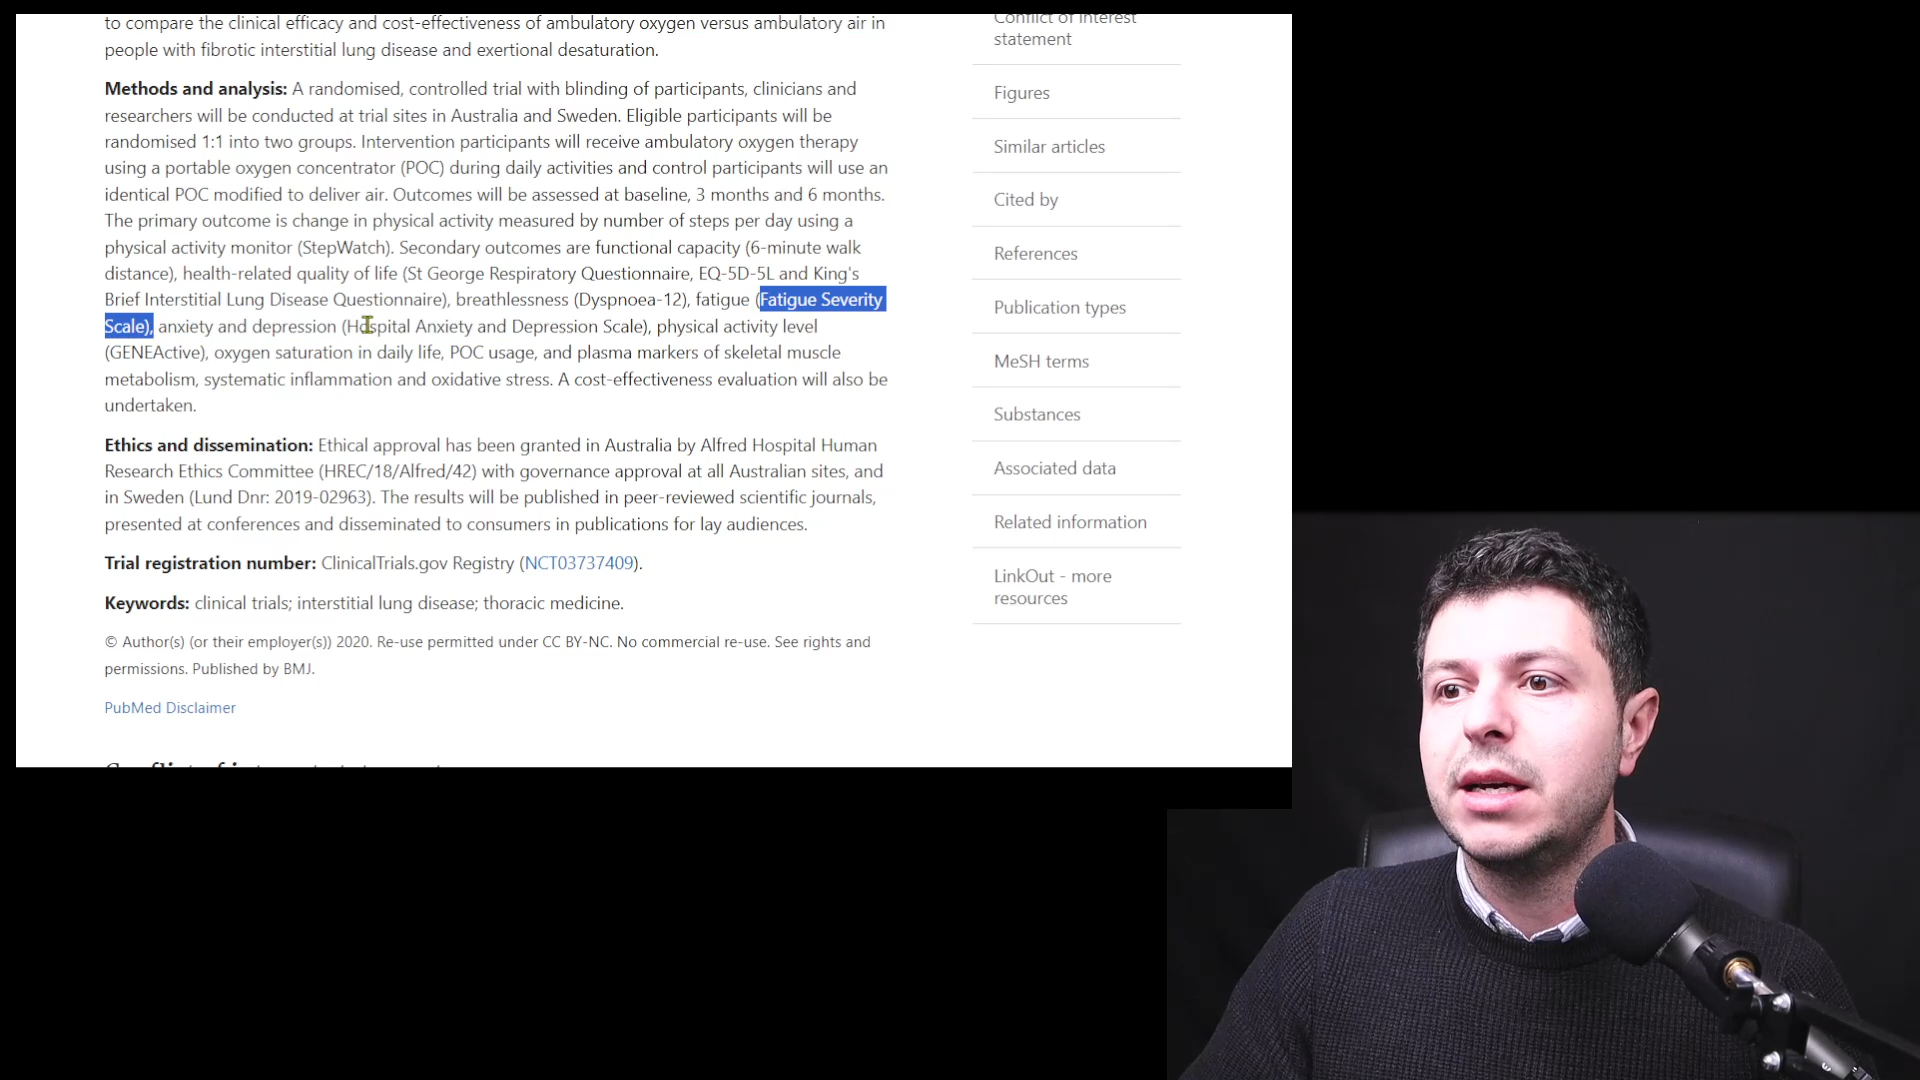 to compare the clinical efficacy and cost-effectiveness of ambulatory oxygen versus ambulatory air in
people with fibrotic interstitial lung disease and exertional desaturation.
Methods and analysis: A randomised, controlled trial with blinding of participants, clinicians and
researchers will be conducted at trial sites in Australia and Sweden. Eligible participants will be
randomised 1:1 into two groups. Intervention participants will receive ambulatory oxygen therapy
using a portable oxygen concentrator (POC) during daily activities and control participants will use an
identical POC modified to deliver air. Outcomes will be assessed at baseline, 3 months and 6 months.
The primary outcome is change in physical activity measured by number of steps per day using a
physical activity monitor (StepWatch). Secondary outcomes are functional capacity (6-minute walk
distance), health-related quality of life (St George Respiratory Questionnaire, EQ-5D-5L and King's
Brief Interstitial Lung Disease Questionnaire), breathlessness (Dyspnoea-12), fatigue (Fatigue Severity
Scale), anxiety and depression (Hospital Anxiety and Depression Scale), physical activity level
(GENEActive), oxygen saturation in daily life, POC usage, and plasma markers of skeletal muscle
metabolism, systematic inflammation and oxidative stress. A cost-effectiveness evaluation will also be
undertaken.
Ethics and dissemination: Ethical approval has been granted in Australia by Alfred Hospital Human
Research Ethics Committee (HREC/18/Alfred/42) with governance approval at all Australian sites, and
in Sweden (Lund Dnr: 2019-02963). The results will be published in peer-reviewed scientific journals,
presented at conferences and disseminated to consumers in publications for lay audiences.
Trial registration number: ClinicalTrials.gov Registry (NCT03737409).
Keywords: clinical trials; interstitial lung disease; thoracic medicine.
© Author(s) (or their employer(s)) 2020. Re-use permitted under CC BY-NC. No commercial re-use. See rights and
permissions. Published by BMJ.
PubMed Disclaimer
Conflict of interest
statement
Figures
Similar articles
Cited by
References
Publication types
MeSH terms
Substances
Associated data
Related information
LinkOut - more
resources